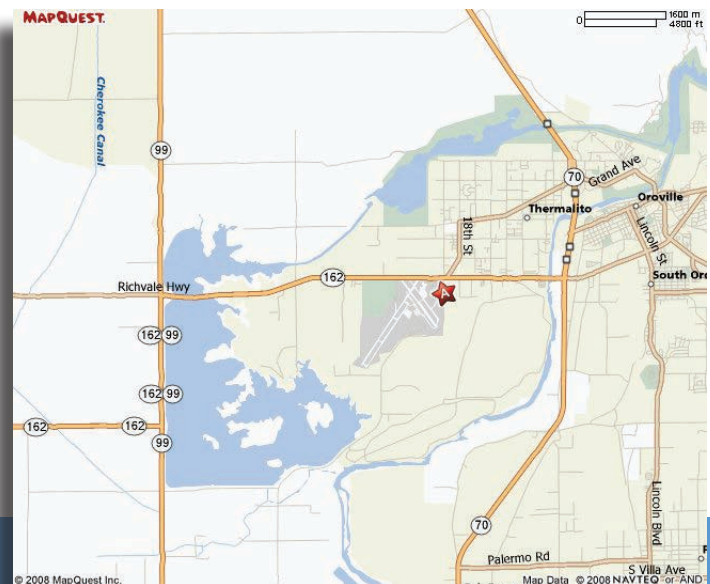 MAPQUEST.
0 1600 m
4800 ft
Cherokee Canal
99
70
Grand Ave
Oroville
Thermalito
18th St
Lincoln St
162
South Oro
Richvale Hwy
A
162 99
162 99
162
162
99
Lincoln Blvd
70
Palermo Rd
S Villa Ave
P
© 2008 MapQuest Inc.
Map Data © 2008 NAVTEQ or AND